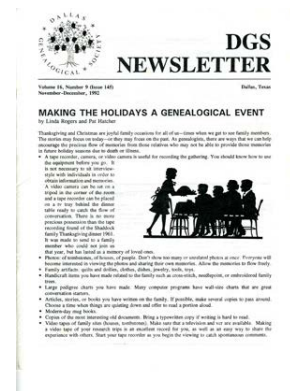 DALLAS GENEALOGICAL SOCIETY
DGS
NEWSLETTER
Volume 16, Number 9 (Issue 145)
November-December, 1992
Dallas, Texas
MAKING THE HOLIDAYS A GENEALOGICAL EVENT
by Linda Rogers and Pat Hatcher
Thanksgiving and Christmas are joyful family occasions for all of us—times when we get to see family members.
The stories may focus on today—or they may focus on the past. As genealogists, there are ways that we can help
encourage the precious flow of memories from those relatives who may not be able to provide those memories
in future holiday seasons due to death or illness.
• A tape recorder, camera, or video camera is useful for recording the gathering. You should know how to use
the equipment before you go. It
is not necessary to sit interview-
style with individuals in order to
obtain information and memories.
A video camera can be set on a
tripod in the corner of the room
and a tape recorder can be placed
on a tv tray behind the dinner
table ready to catch the flow of
conversation. There is no more
precious possession than the tape
recording found of the Shaddock
family Thanksgiving dinner 1961.
It was made to send to a family
member who could not join us
that year, but has lasted as a memory of loved ones.
• Photos: of tombstones, of houses, of people. Don't show too many or unrelated photos at once. Everyone will
become interested in viewing the photos and sharing their own memories. Allow the memories to flow freely.
• Family artifacts: quilts and doilies, clothes, dishes, jewelry, tools, toys.
• Handicraft items you have made related to the family such as cross-stitch, needlepoint, or embroidered family
trees.
• Large pedigree charts you have made. Many computer programs have wall-size charts that are great
conversation starters.
• Articles, stories, or books you have written on the family. If possible, make several copies to pass around.
Choose a time when things are quieting down and offer to read a portion aloud.
• Modern-day mug books.
• Copies of the most interesting old documents. Bring a typewritten copy if writing is hard to read.
• Video tapes of family sites (houses, tombstones). Make sure that a television and vcr are available. Making
a video tape of your research trips is an excellent record for you, as well as an easy way to share the
experience with others. Start your tape recorder as you begin the viewing to catch spontaneous comments.